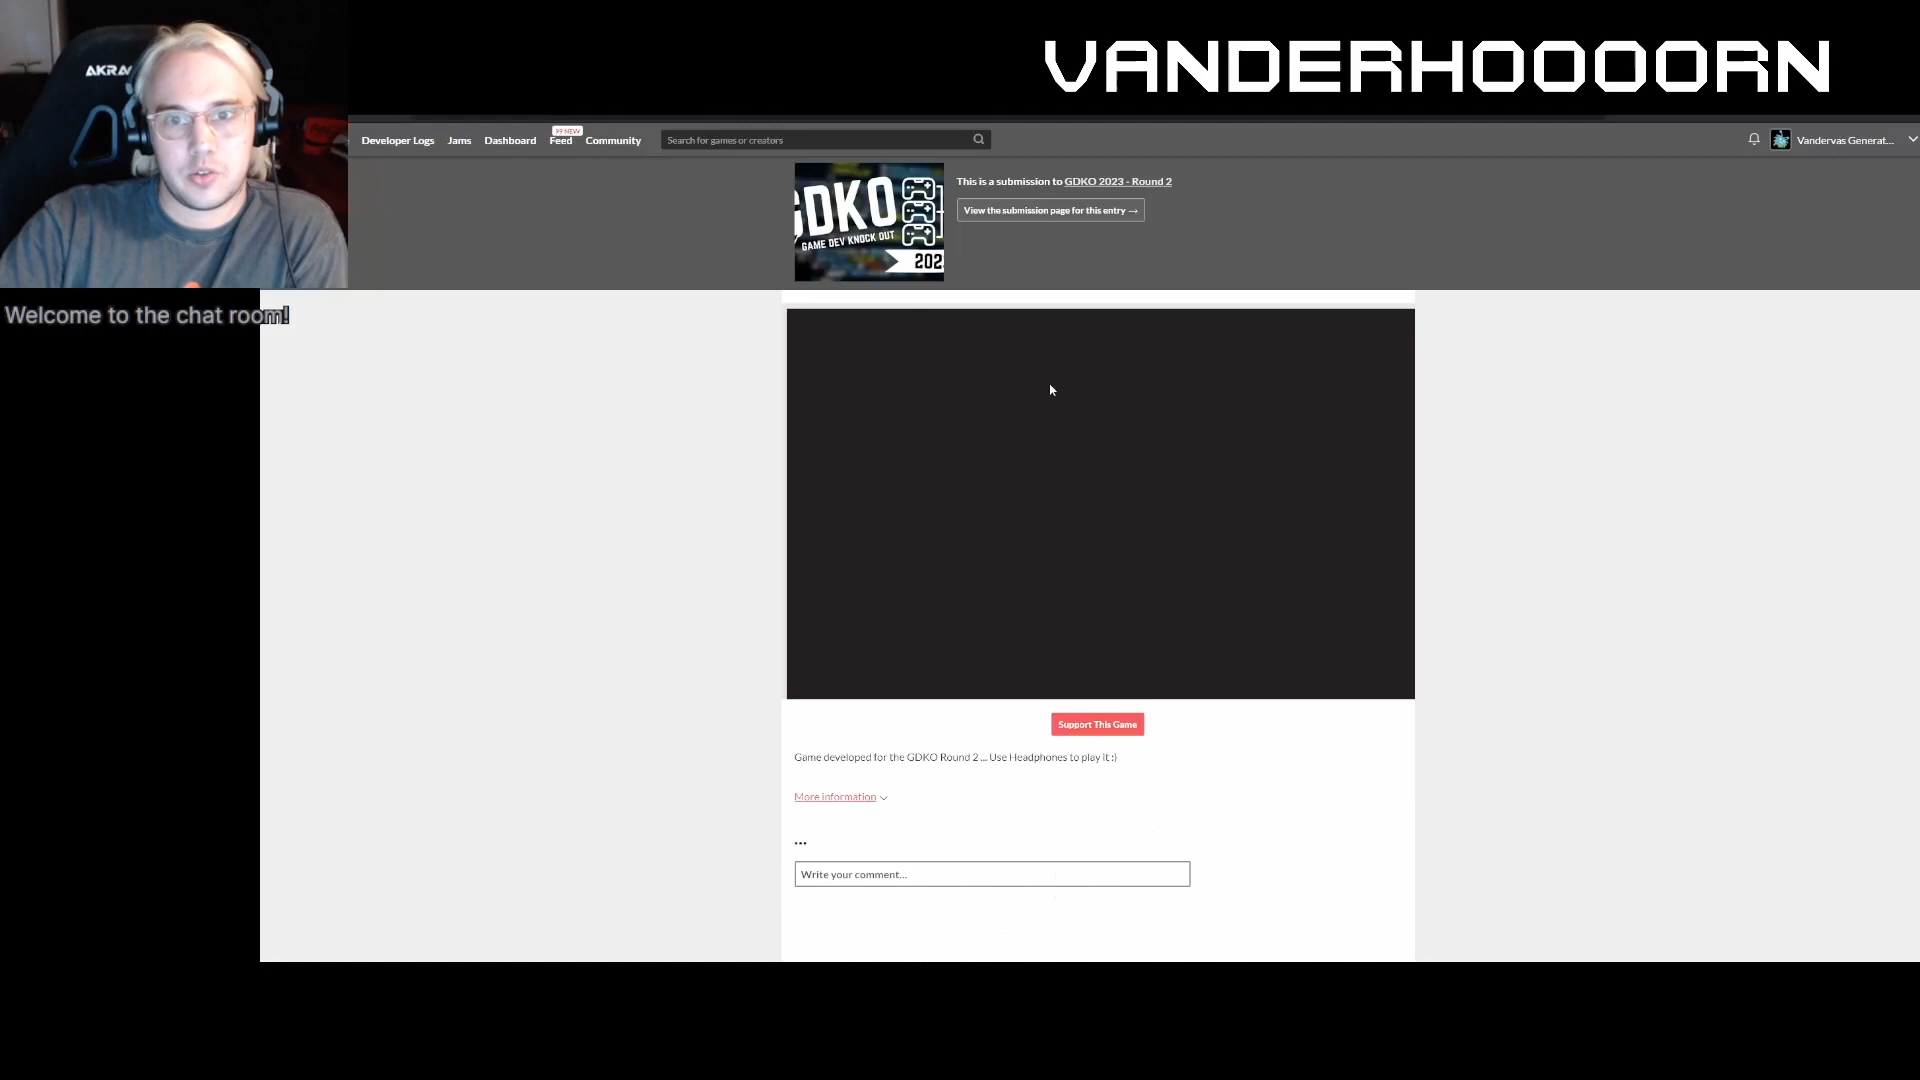 VANDERHOOOORN
AKRA
Developer Logs
Jams
Dashboard
99 NEW
Feed
Community
Search for games or creators
Vandervas Generat...
GDKO
GAME DEV KNOCK OUT
202
This is a submission to GDKO 2023 - Round 2
View the submission page for this entry →
Welcome to the chat room!
Support This Game
Game developed for the GDKO Round 2 ... Use Headphones to play it :)
More information
...
Write your comment...